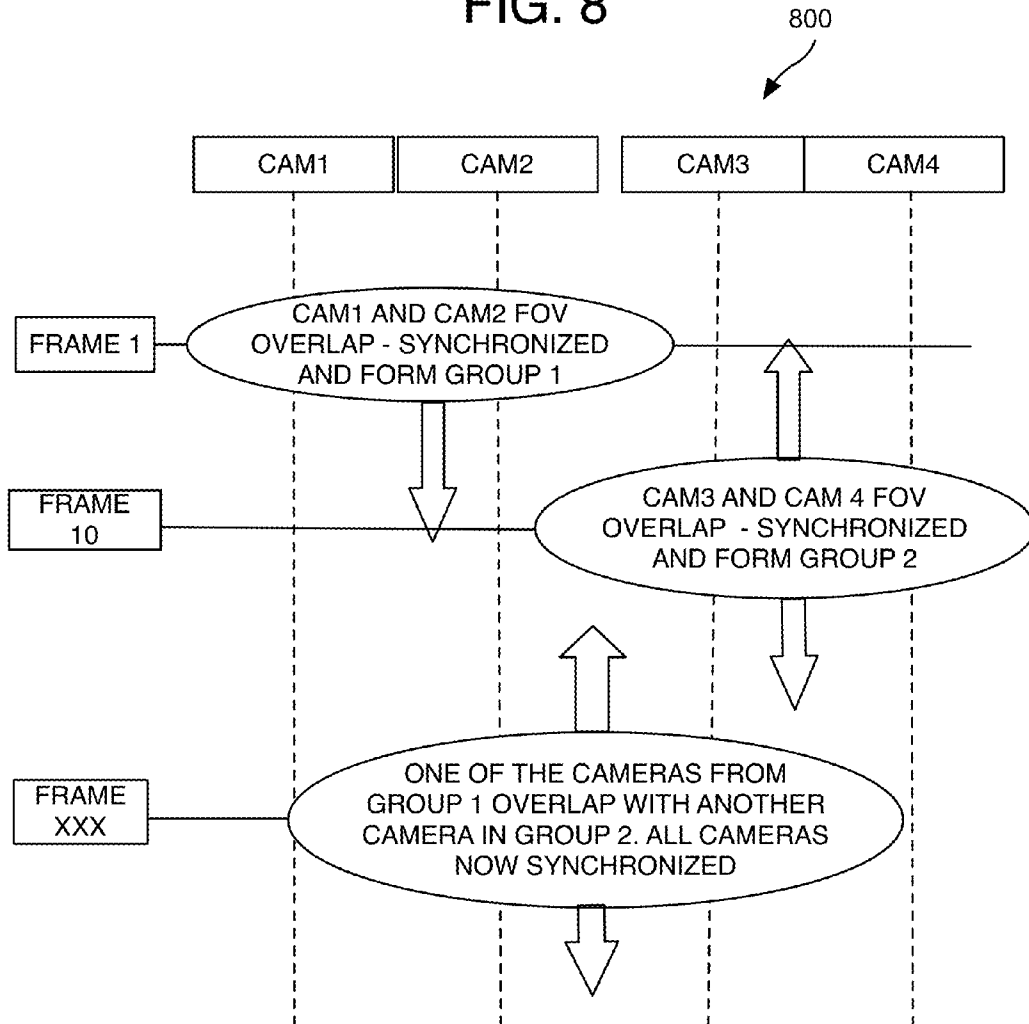 FIG. 8
800
CAM1
CAM2
CAM3
CAM4
FRAME 1
CAM1 AND CAM2 FOV
OVERLAP - SYNCHRONIZED
AND FORM GROUP 1
FRAME
10
CAM3 AND CAM 4 FOV
OVERLAP - SYNCHRONIZED
AND FORM GROUP 2
FRAME
XXX
ONE OF THE CAMERAS FROM
GROUP 1 OVERLAP WITH ANOTHER
CAMERA IN GROUP 2. ALL CAMERAS
NOW SYNCHRONIZED